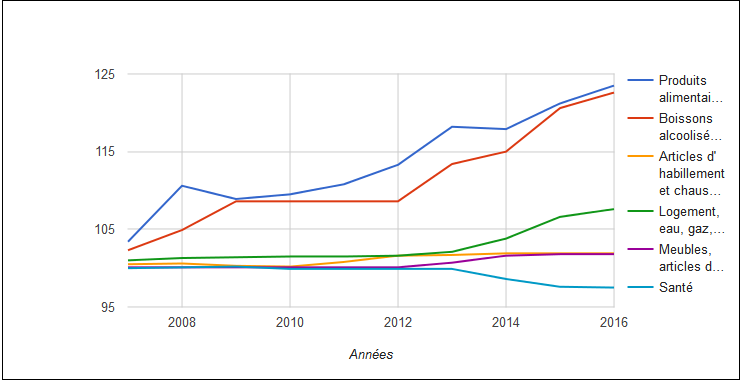 125
115
105
95
2008
2010
2012
2014
2016
Années
Produits
alimentai…
Boissons
alcoolisé…
Articles d'
habillement
et chaus…
Logement,
eau, gaz,…
Meubles,
articles d…
Santé